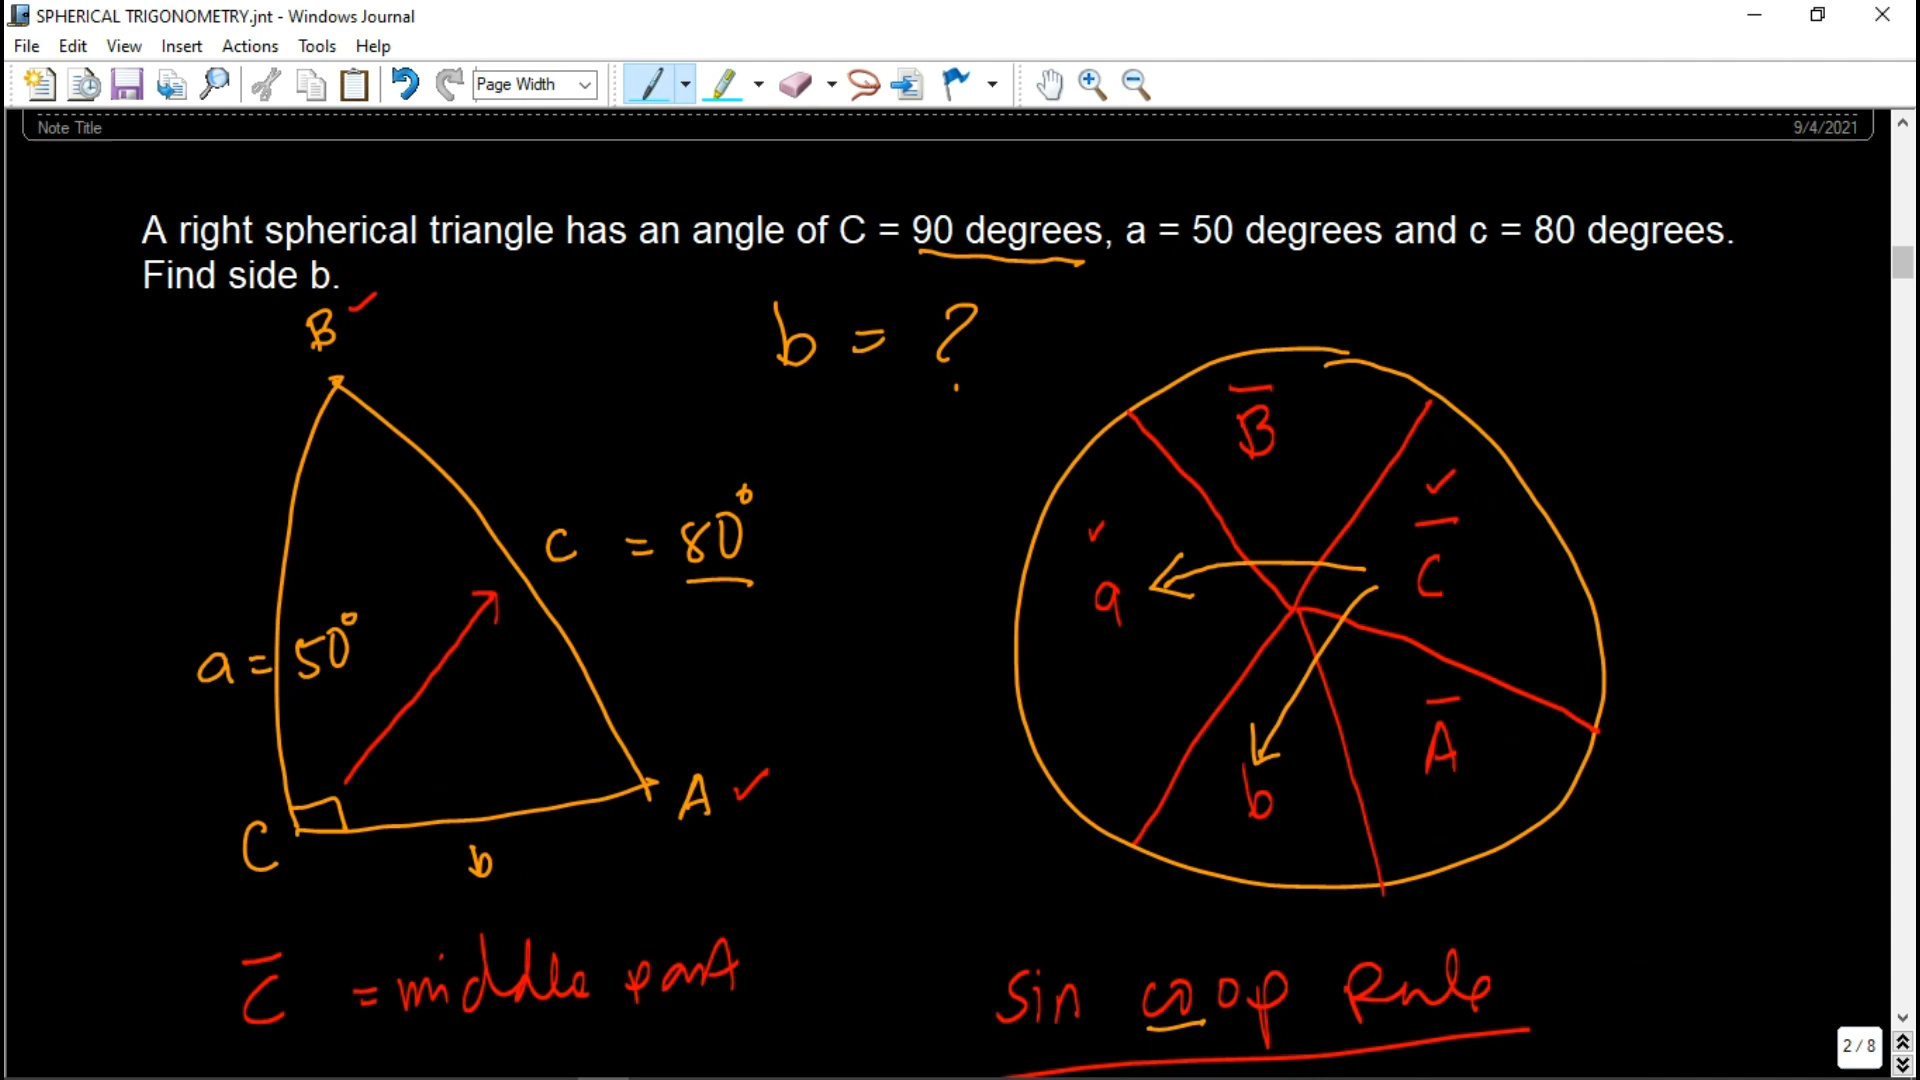 SPHERICAL TRIGONOMETRY.jnt - Windows Journal
File Edit View Insert Actions Tools Help
Page Width
Note Title
9/4/2021
A right spherical triangle has an angle of C = 90 degrees, a = 50 degrees and c = 80 degrees.
Find side b.
B
b = ?
B̅
c = 80°
a
c̅
a = 50°
A̅
b
A
C
b
c̅ = middle part
sin co op Rule
2 / 8